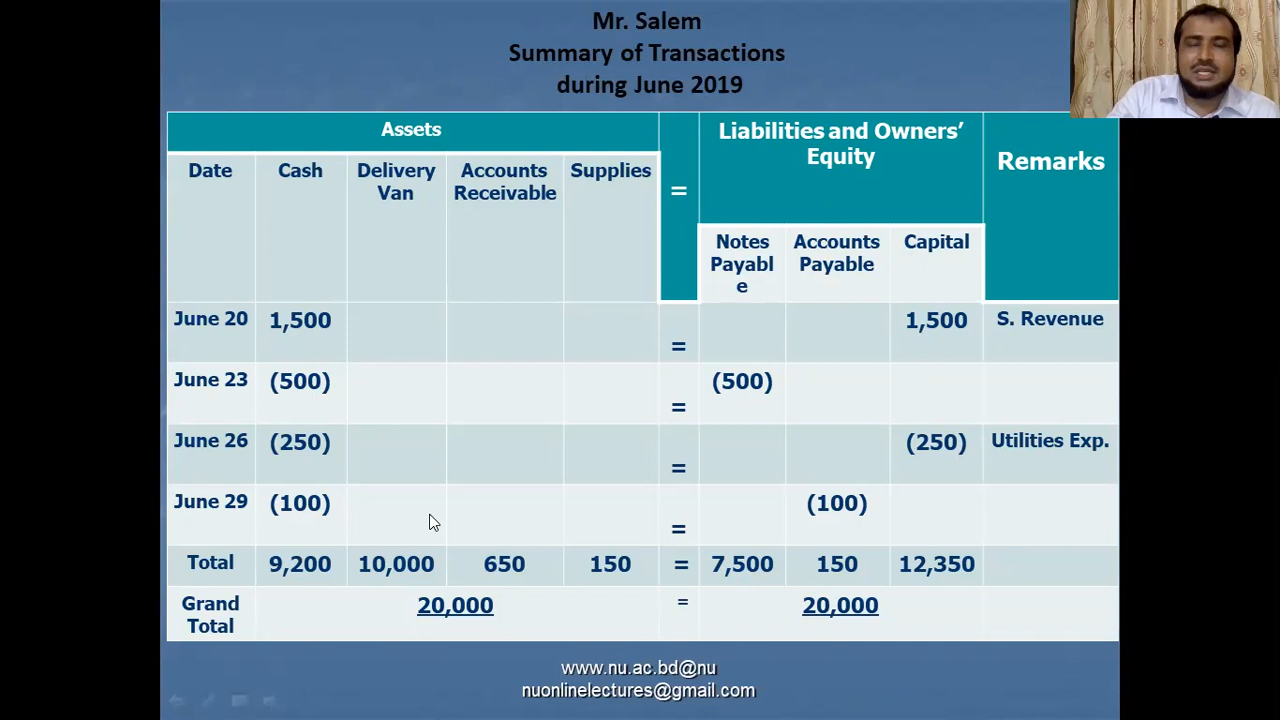 Mr. Salem
Summary of Transactions
during June 2019
Assets
=
Liabilities and Owners’
Equity
Remarks
Date
Cash
Delivery
Van
Accounts
Receivable
Supplies
Notes
Payabl
e
Accounts
Payable
Capital
June 20 1,500 = 1,500 S. Revenue
June 23 (500) = (500)
June 26 (250) = (250) Utilities Exp.
June 29 (100) = (100)
Total 9,200 10,000 650 150 = 7,500 150 12,350
Grand
Total
20,000 = 20,000
www.nu.ac.bd@nu
nuonlinelectures@gmail.com